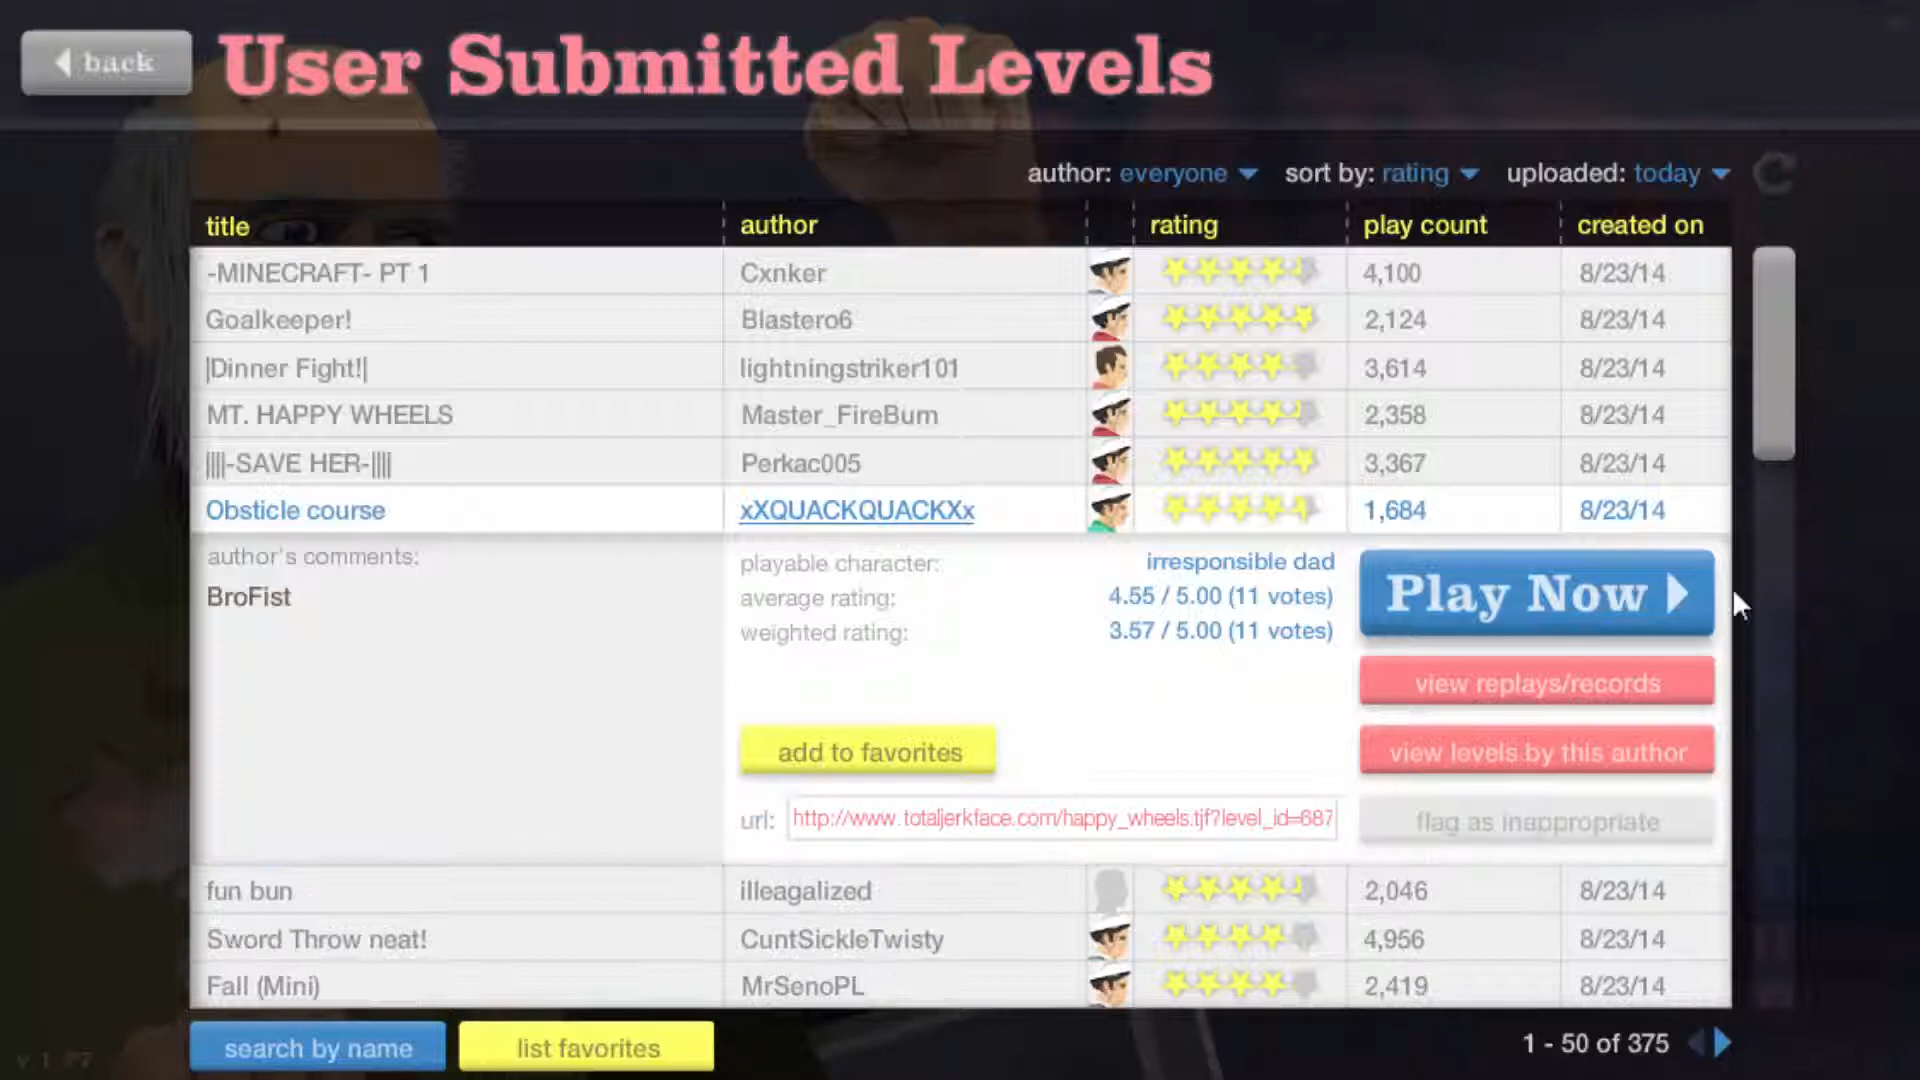 back
User Submitted Levels
author: everyone sort by: rating uploaded: today
title author rating play count created on
-MINECRAFT- PT 1 Cxnker 4,100 8/23/14
Goalkeeper! Blastero6 2,124 8/23/14
|Dinner Fight!| lightningstriker101 3,614 8/23/14
MT. HAPPY WHEELS Master_FireBum 2,358 8/23/14
||||-SAVE HER-|||| Perkac005 3,367 8/23/14
Obsticle course xXQUACKQUACKXx 1,684 8/23/14
author's comments:
BroFist
playable character: irresponsible dad
average rating: 4.55 / 5.00 (11 votes)
weighted rating: 3.57 / 5.00 (11 votes)
Play Now
view replays/records
add to favorites
view levels by this author
url: http://www.totaljerkface.com/happy_wheels.tjf?level_id=687
flag as inappropriate
fun bun illeagalized 2,046 8/23/14
Sword Throw neat! CuntSickleTwisty 4,956 8/23/14
Fall (Mini) MrSenoPL 2,419 8/23/14
search by name list favorites 1 - 50 of 375